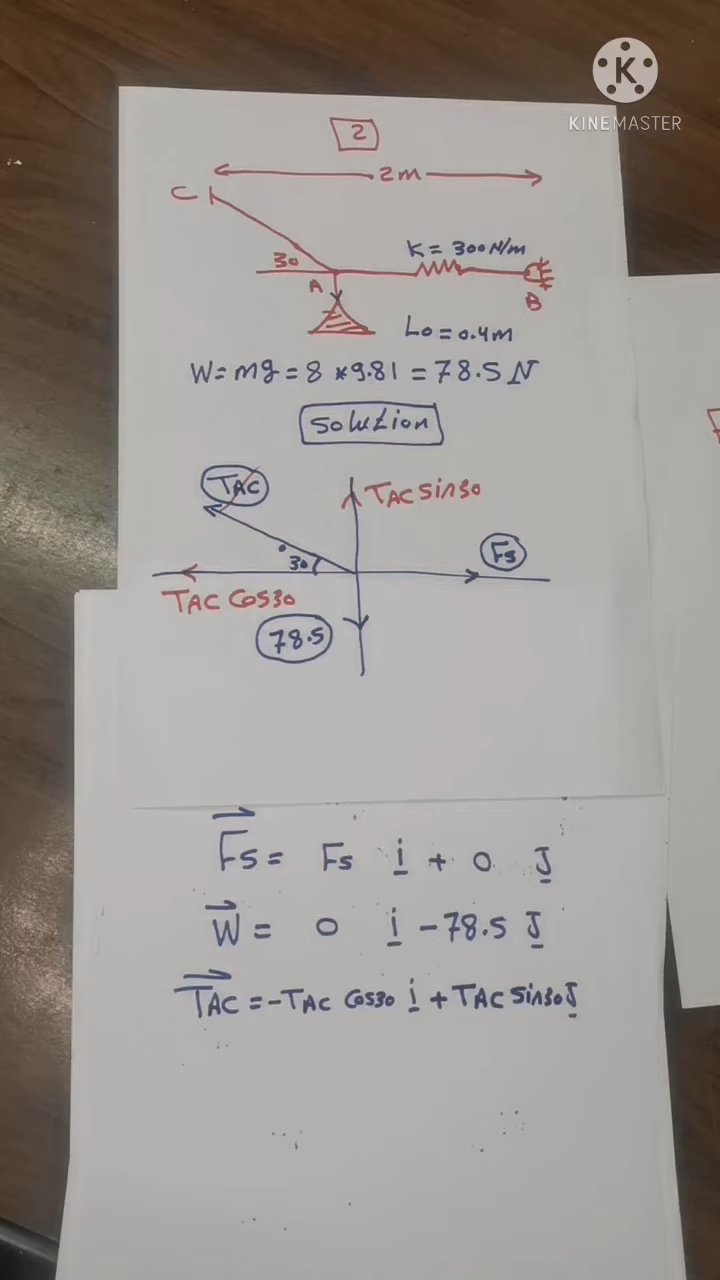 K
KINEMASTER
2
2m
C
30
K = 300 N/m
A
B
Lo = 0.4m
W = mg = 8 * 9.81 = 78.5 N
Solution
TAC
TAC Sin30
30
Fs
TAC Cos30
78.5
Fs = Fs i + 0 J
W = 0 i - 78.5 J
TAC = - TAC Cos30 i + TAC Sin30 J